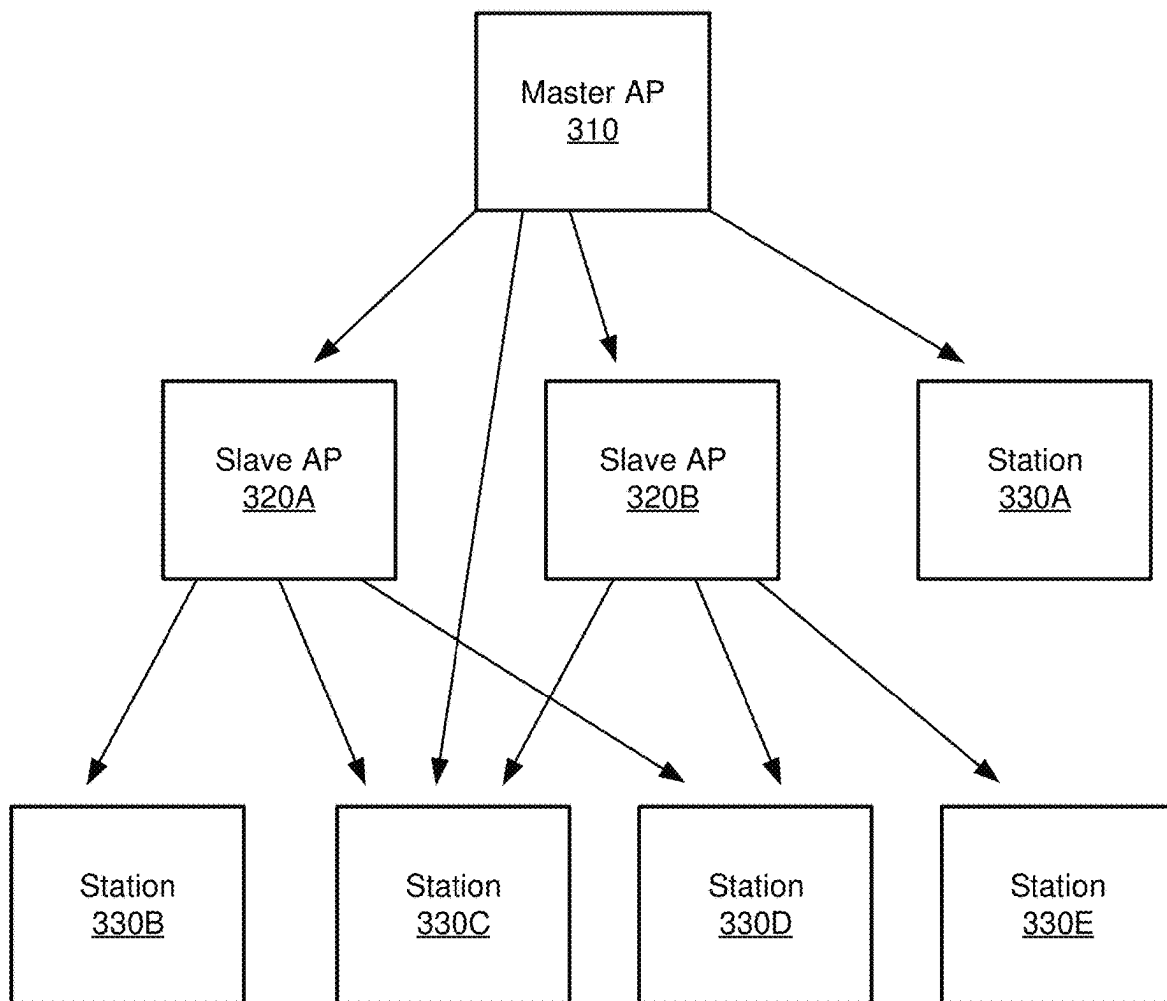 Master AP
310
Slave AP
320A
Slave AP
320B
Station
330A
Station
330B
Station
330C
Station
330D
Station
330E